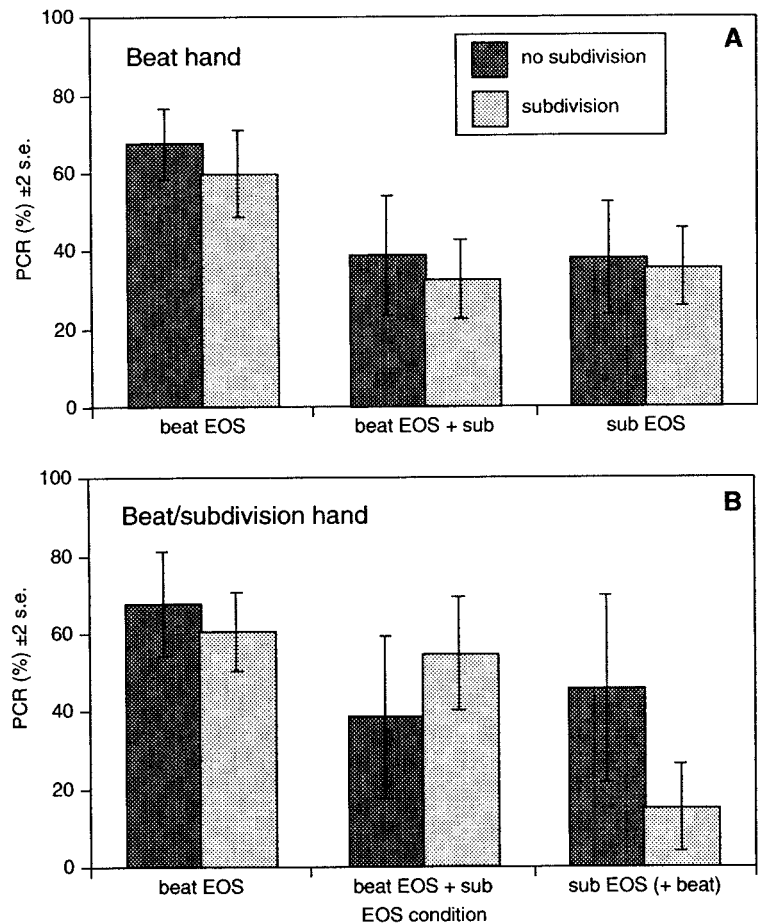 100
A
Beat hand
no subdivision
subdivision
80
60
40
20
0
PCR (%) ±2 s.e.
beat EOS
beat EOS + sub
sub EOS
100
B
Beat/subdivision hand
80
60
40
20
0
PCR (%) ±2 s.e.
beat EOS
beat EOS + sub
sub EOS (+ beat)
EOS condition